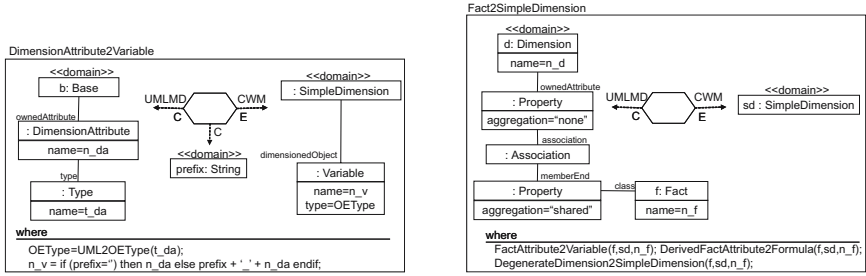 DimensionAttribute2Variable
<<domain>>
b: Base
ownedAttribute
: DimensionAttribute
name=n_da
type
: Type
name=t_da
UMLMD
CWM
C
E
C
<<domain>>
prefix: String
<<domain>>
: SimpleDimension
dimensionedObject
: Variable
name=n_v
type=OEType
where
OEType=UML2OEType(t_da);
n_v = if (prefix='') then n_da else prefix + '_' + n_da endif;
Fact2SimpleDimension
<<domain>>
d: Dimension
name=n_d
ownedAttribute
: Property
aggregation="none"
association
: Association
memberEnd
: Property
aggregation="shared"
class
f: Fact
name=n_f
UMLMD
CWM
C
E
<<domain>>
sd : SimpleDimension
where
FactAttribute2Variable(f,sd,n_f); DerivedFactAttribute2Formula(f,sd,n_f);
DegenerateDimension2SimpleDimension(f,sd,n_f);